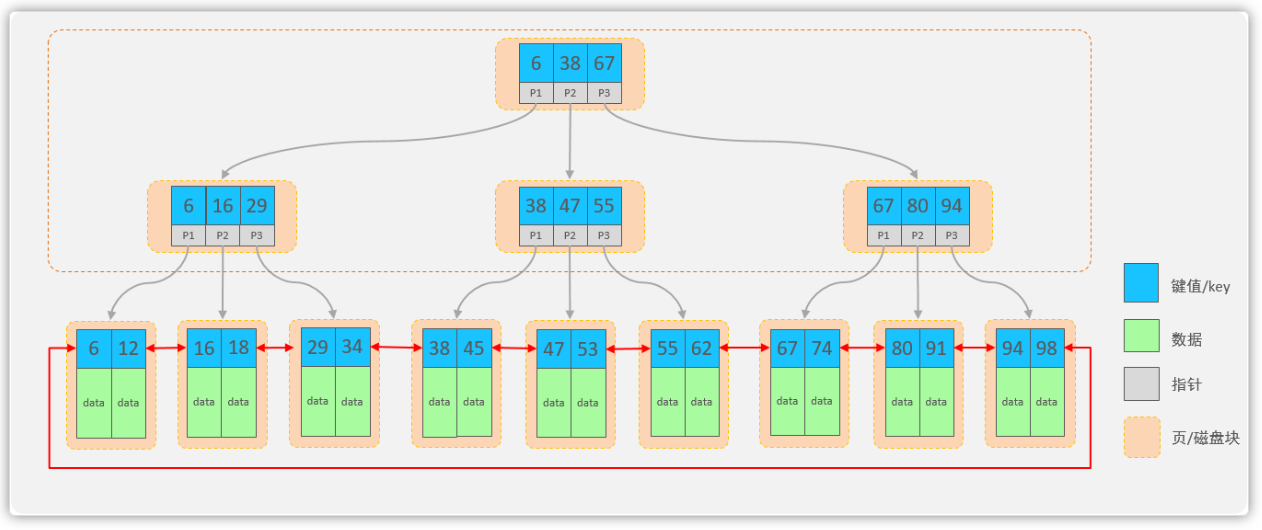 6 38 67
P1 P2 P3
6 16 29
P1 P2 P3
38 47 55
P1 P2 P3
67 80 94
P1 P2 P3
6 12
data data
16 18
data data
29 34
data data
38 45
data data
47 53
data data
55 62
data data
67 74
data data
80 91
data data
94 98
data data
键值/key
数据
指针
页/磁盘块